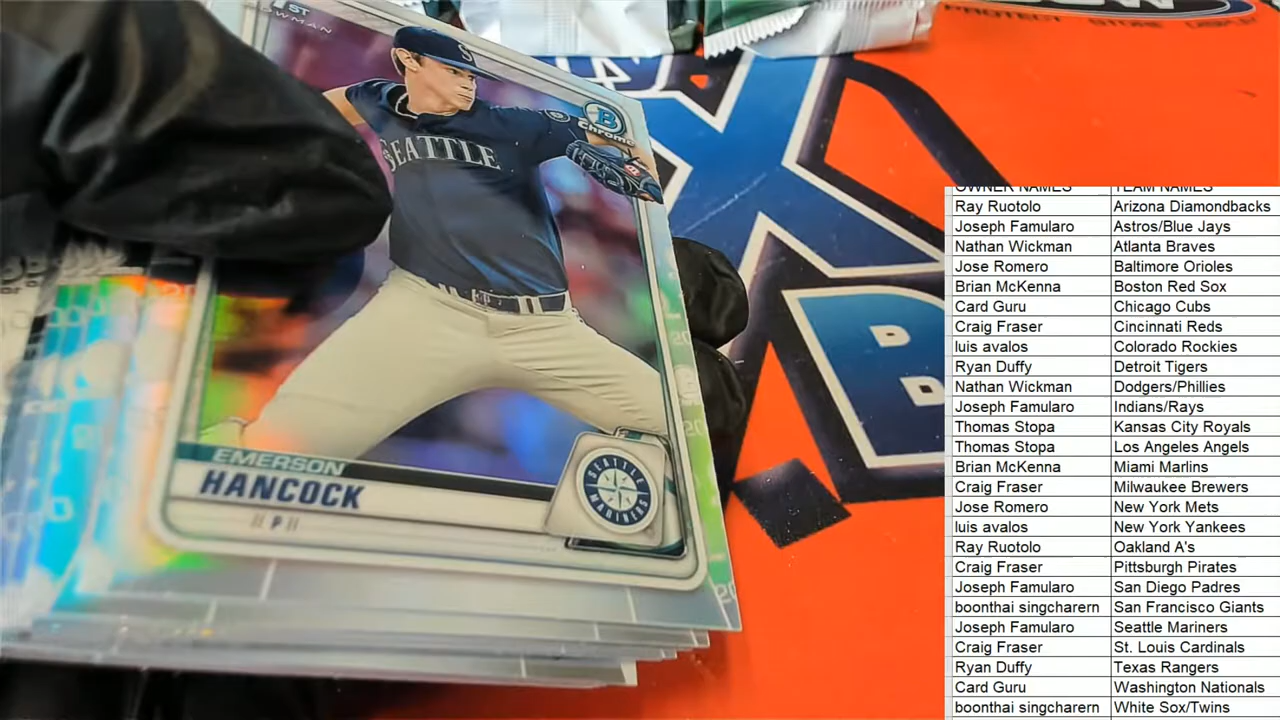 1ST
BOWMAN
B
Chrome
S
SEATTLE
EMERSON
HANCOCK
P
SEATTLE
MARINERS
PROTECT
OWNER NAMES TEAM NAMES
Ray Ruotolo Arizona Diamondbacks
Joseph Famularo Astros/Blue Jays
Nathan Wickman Atlanta Braves
Jose Romero Baltimore Orioles
Brian McKenna Boston Red Sox
Card Guru Chicago Cubs
Craig Fraser Cincinnati Reds
luis avalos Colorado Rockies
Ryan Duffy Detroit Tigers
Nathan Wickman Dodgers/Phillies
Joseph Famularo Indians/Rays
Thomas Stopa Kansas City Royals
Thomas Stopa Los Angeles Angels
Brian McKenna Miami Marlins
Craig Fraser Milwaukee Brewers
Jose Romero New York Mets
luis avalos New York Yankees
Ray Ruotolo Oakland A's
Craig Fraser Pittsburgh Pirates
Joseph Famularo San Diego Padres
boonthai singcharern San Francisco Giants
Joseph Famularo Seattle Mariners
Craig Fraser St. Louis Cardinals
Ryan Duffy Texas Rangers
Card Guru Washington Nationals
boonthai singcharern White Sox/Twins